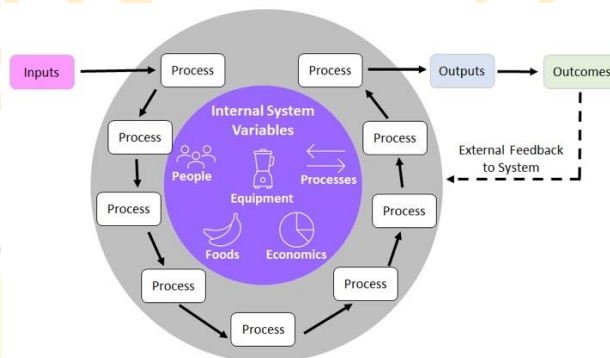 Inputs
Process
Process
Outputs
Outcomes
Internal System
Variables
Process
Process
People
Equipment
Processes
External Feedback
to System
Process
Process
Foods
Economics
Process
Process
Process